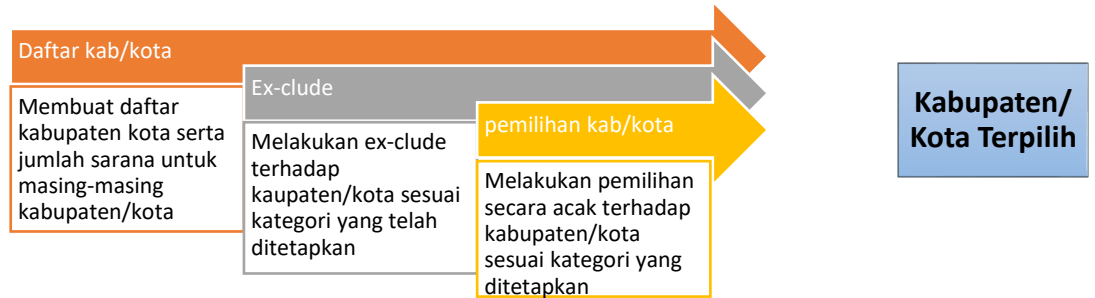 Daftar kab/kota
Membuat daftar
kabupaten kota serta
jumlah sarana untuk
masing-masing
kabupaten/kota
Ex-clude
Melakukan ex-clude
terhadap
kaupaten/kota sesuai
kategori yang telah
ditetapkan
pemilihan kab/kota
Melakukan pemilihan
secara acak terhadap
kabupaten/kota
sesuai kategori yang
ditetapkan
Kabupaten/
Kota Terpilih